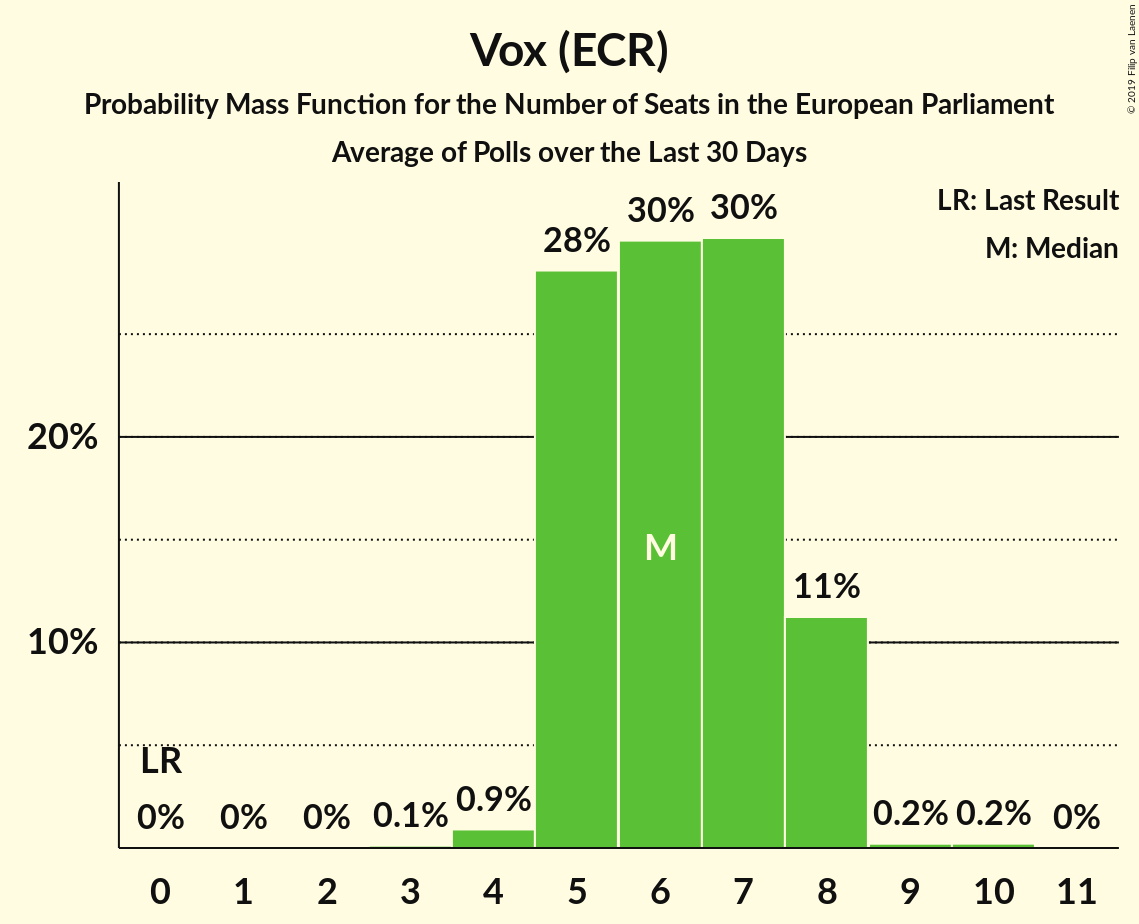 Vox (ECR)
Probability Mass Function for the Number of Seats in the European Parliament
Average of Polls over the Last 30 Days
© 2019 Filip van Laenen
LR: Last Result
M: Median
28%
30%
30%
20%
M
11%
10%
LR
0%
0%
0%
0.1%
0.9%
0.2%
0.2%
0%
0 1 2 3 4 5 6 7 8 9 10 11